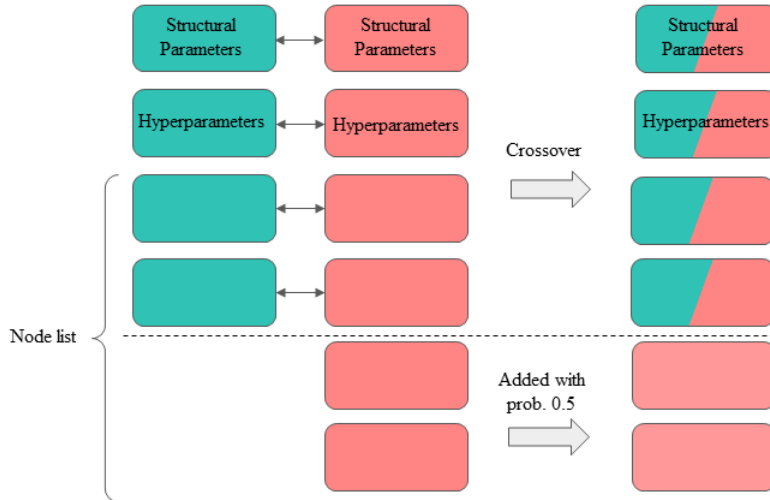 Structural
Parameters
Structural
Parameters
Structural
Parameters
Hyperparameters
Hyperparameters
Hyperparameters
Crossover
Node list
Added with
prob. 0.5